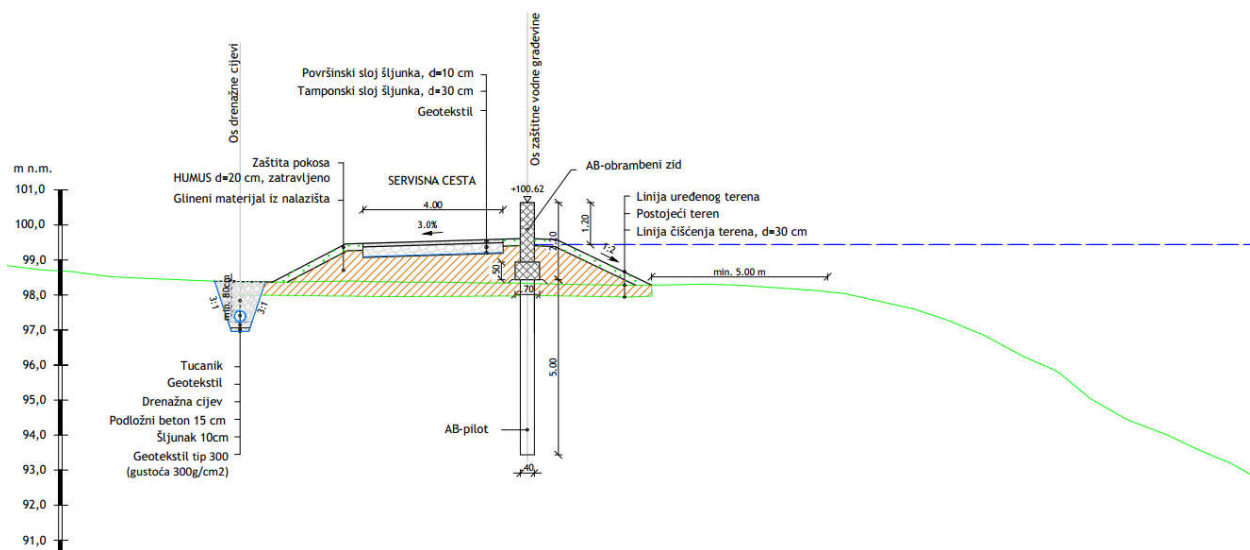 Os drenažne cijevi
Os zaštitne vodne građevine
Površinski sloj šljunka, d=10 cm
Tamponski sloj šljunka, d=30 cm
Geotekstil
Zaštita pokosa
HUMUS d=20 cm, zatravljeno
Glineni materijal iz nalazišta
SERVISNA CESTA
4.00
3.0%
AB-obrambeni zid
+100.62
1.20
2.10
Linija uređenog terena
Postojeći teren
Linija čišćenja terena, d=30 cm
1:2
min. 5.00 m
50
70
5.00
40
AB-pilot
m n.m.
101,0
100,0
99,0
98,0
97,0
96,0
95,0
94,0
93,0
92,0
91,0
3:1
min. 80cm
3:1
Tucanik
Geotekstil
Drenažna cijev
Podložni beton 15 cm
Šljunak 10cm
Geotekstil tip 300
(gustoća 300g/cm2)